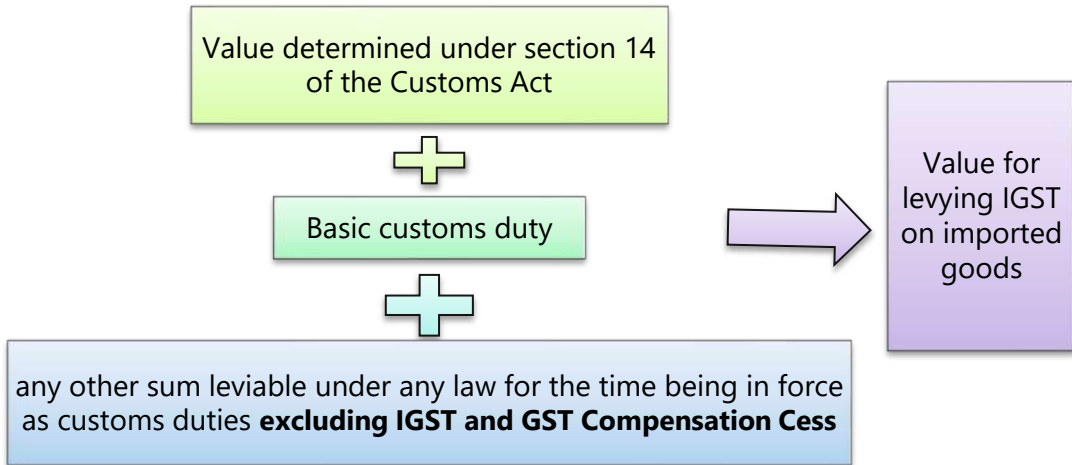 Value determined under section 14
of the Customs Act
Basic customs duty
any other sum leviable under any law for the time being in force
as customs duties excluding IGST and GST Compensation Cess
Value for
levying IGST
on imported
goods